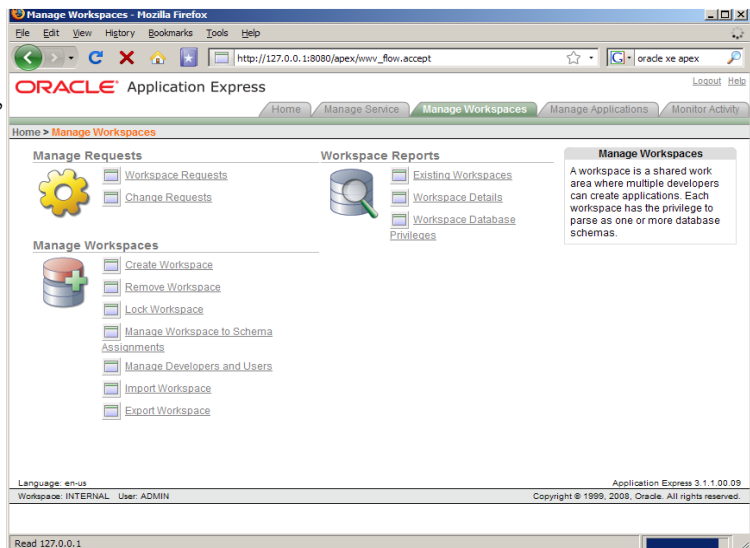 Manage Workspaces - Mozilla Firefox
File Edit View History Bookmarks Tools Help
http://127.0.0.1:8080/apex/wwv_flow.accept
G oracle xe apex
ORACLE Application Express
Logout Help
Home Manage Service Manage Workspaces Manage Applications Monitor Activity
Home > Manage Workspaces
Manage Requests
Workspace Requests
Change Requests
Manage Workspaces
Create Workspace
Remove Workspace
Lock Workspace
Manage Workspace to Schema
Assignments
Manage Developers and Users
Import Workspace
Export Workspace
Workspace Reports
Existing Workspaces
Workspace Details
Workspace Database
Privileges
Manage Workspaces
A workspace is a shared work
area where multiple developers
can create applications. Each
workspace has the privilege to
parse as one or more database
schemas.
Language: en-us
Application Express 3.1.1.00.09
Workspace: INTERNAL User: ADMIN
Copyright © 1999, 2008, Oracle. All rights reserved.
Read 127.0.0.1